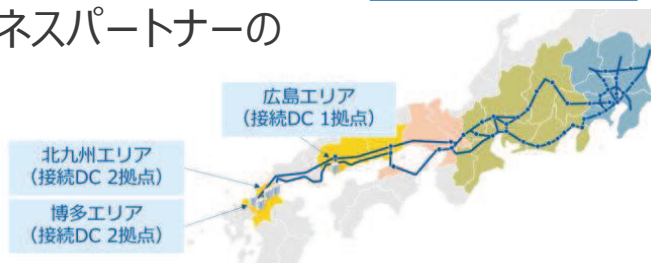 ネスパートナーの
広島エリア
（接続DC 1拠点）
北九州エリア
（接続DC 2拠点）
博多エリア
（接続DC 2拠点）